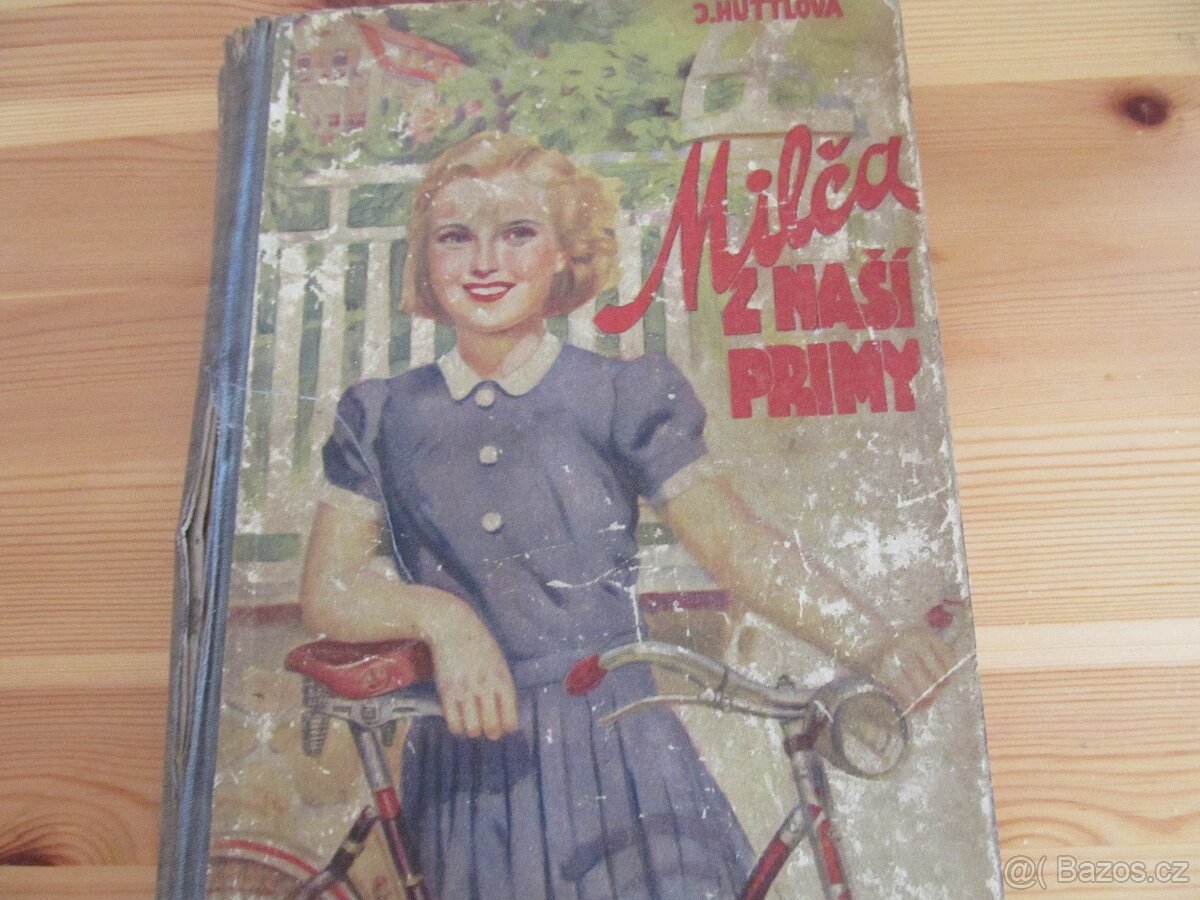 J. HÜTTLOVÁ
Milča
Z NAŠÍ
PRIMY
@( Bazos.cz